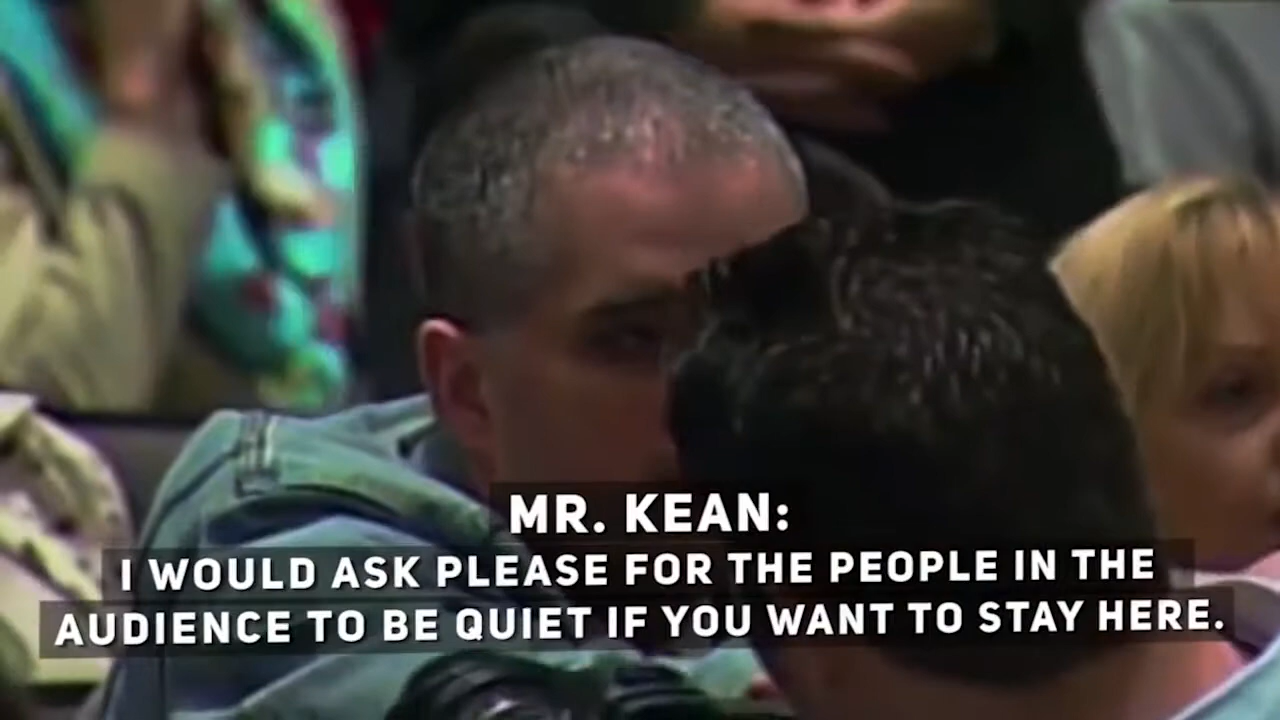 MR. KEAN:
I WOULD ASK PLEASE FOR THE PEOPLE IN THE
AUDIENCE TO BE QUIET IF YOU WANT TO STAY HERE.